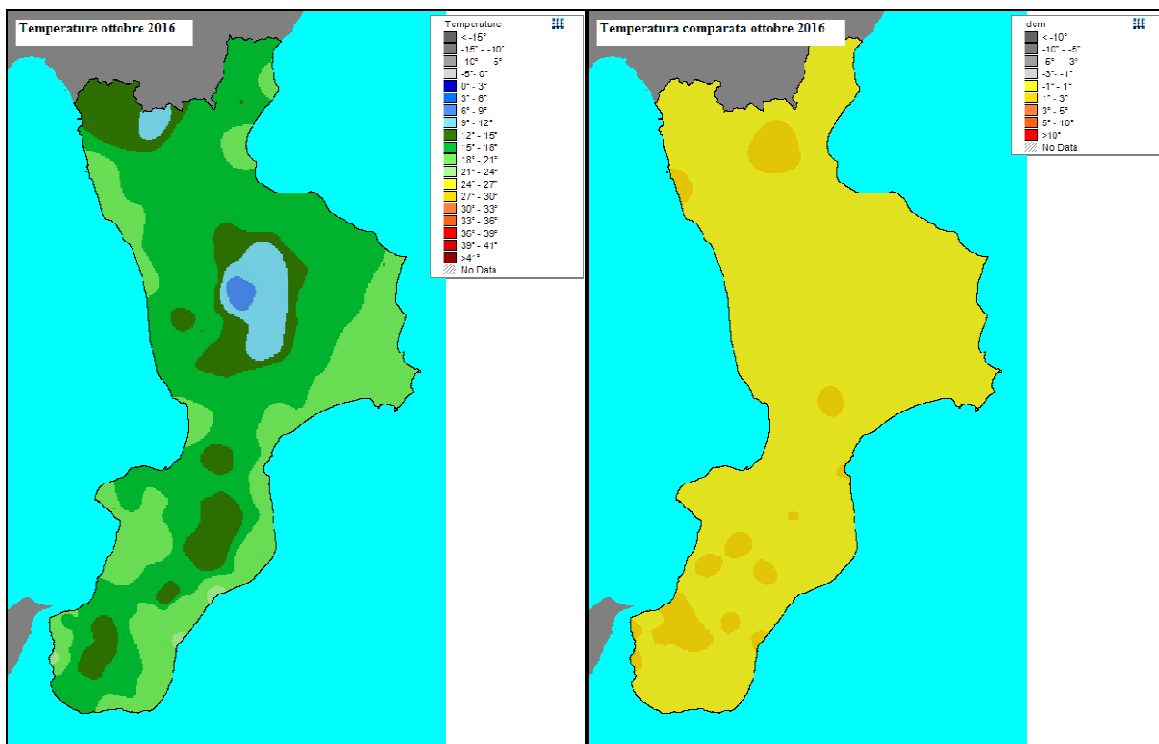 Temperature ottobre 2016
Temperature
< -15°
-15° - -10°
-10° - -5°
-5° - 0°
0° - 3°
3° - 6°
6° - 9°
9° - 12°
12° - 15°
15° - 18°
18° - 21°
21° - 24°
24° - 27°
27° - 30°
30° - 33°
33° - 36°
36° - 39°
39° - 41°
>41°
No Data
Temperatura comparata ottobre 2016
< -10°
-10° - -5°
-5° - -3°
-3° - -1°
-1° - 1°
1° - 3°
3° - 5°
5° - 10°
>10°
No Data